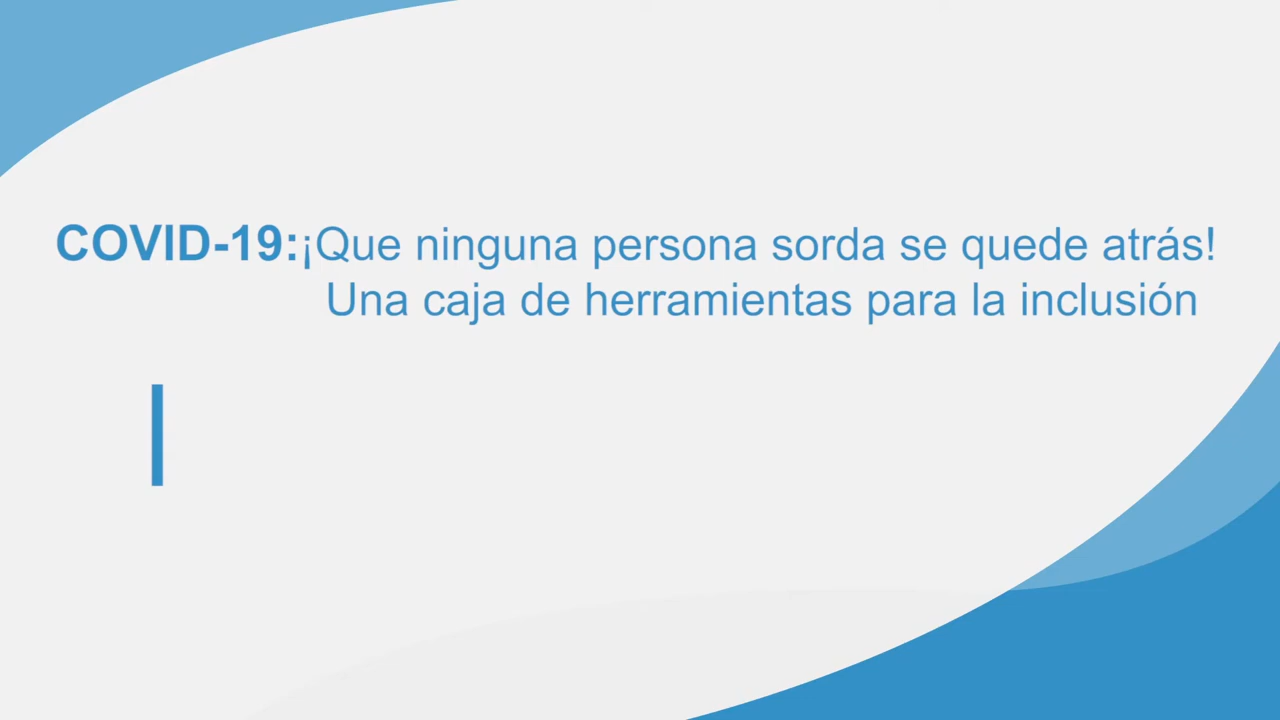 COVID-19:¡Que ninguna persona sorda se quede atrás!
Una caja de herramientas para la inclusión